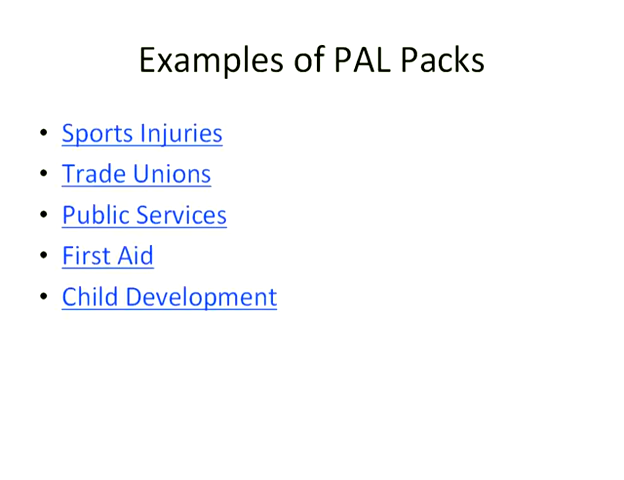 Examples of PAL Packs
• Sports Injuries
• Trade Unions
• Public Services
• First Aid
• Child Development